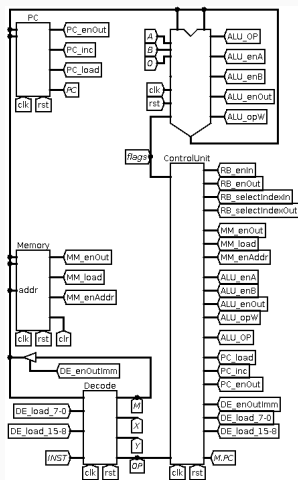 PC
PC_enOut
PC_inc
PC_load
PC
clk
rst
A
B
0
clk
rst
ALU_OP
ALU_enA
ALU_enB
ALU_enOut
ALU_opW
flags
ControlUnit
RB_enIn
RB_enOut
RB_selectIndexIn
RB_selectIndexOut
MM_enOut
MM_load
MM_enAddr
ALU_enA
ALU_enB
ALU_enOut
ALU_opW
ALU_OP
PC_load
PC_inc
PC_enOut
DE_enOutImm
DE_load_7-0
DE_load_15-8
M.PC
clk
rst
Memory
MM_enOut
MM_load
MM_enAddr
addr
clk
rst
clr
DE_enOutImm
Decode
DE_load_7-0
DE_load_15-8
INST
M
X
Y
OP
clk
rst